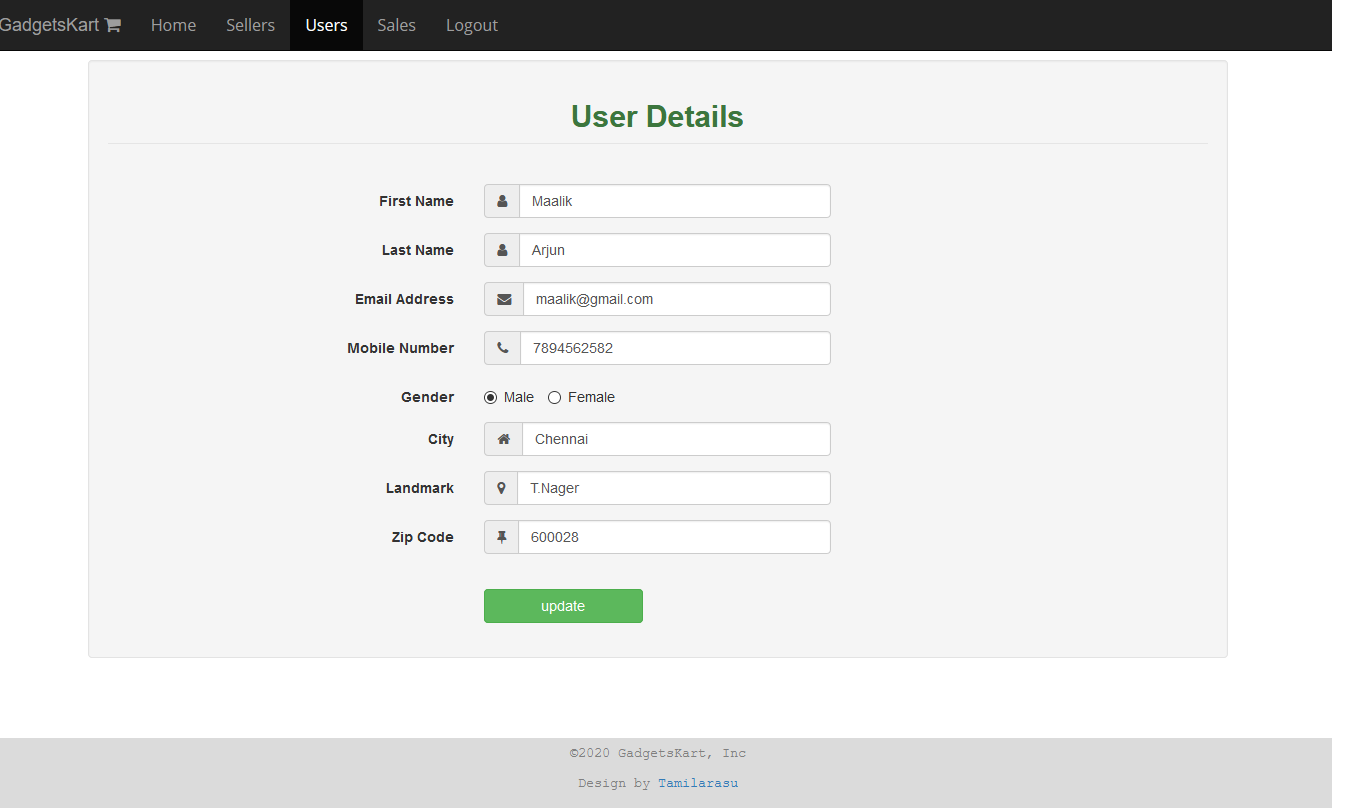 GadgetsKart Home Sellers Users Sales Logout
User Details
First Name Maalik
Last Name Arjun
Email Address maalik@gmail.com
Mobile Number 7894562582
Gender Male Female
City Chennai
Landmark T.Nager
Zip Code 600028
update
©2020 GadgetsKart, Inc
Design by Tamilarasu